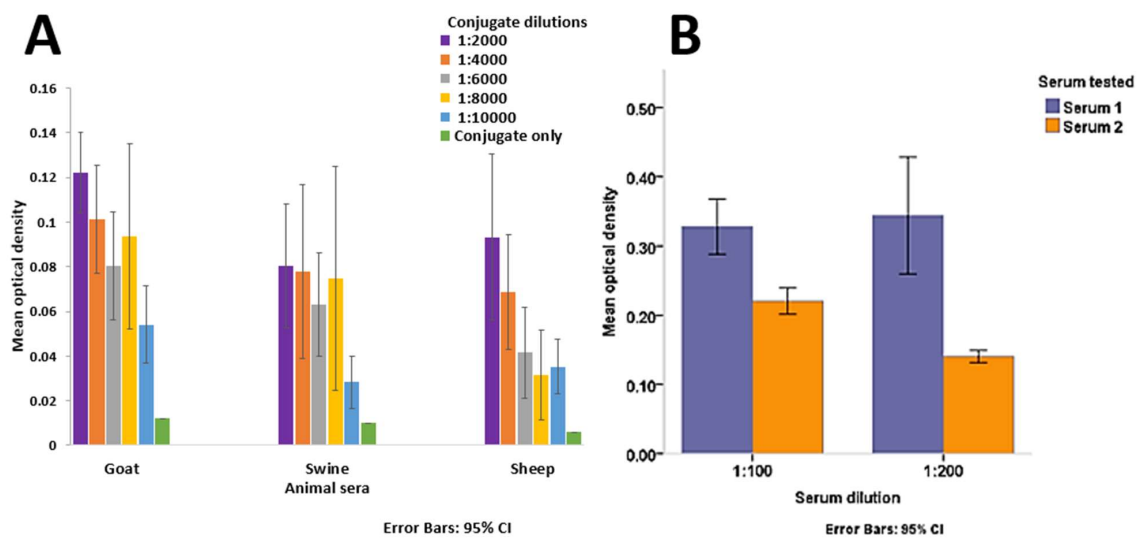 A
Conjugate dilutions
1:2000
1:4000
1:6000
1:8000
1:10000
Conjugate only
Mean optical density
0.16
0.14
0.12
0.1
0.08
0.06
0.04
0.02
0
Goat
Swine
Sheep
Animal sera
Error Bars: 95% CI
B
Serum tested
Serum 1
Serum 2
Mean optical density
0.50
0.40
0.30
0.20
0.10
0.00
1:100
1:200
Serum dilution
Error Bars: 95% CI